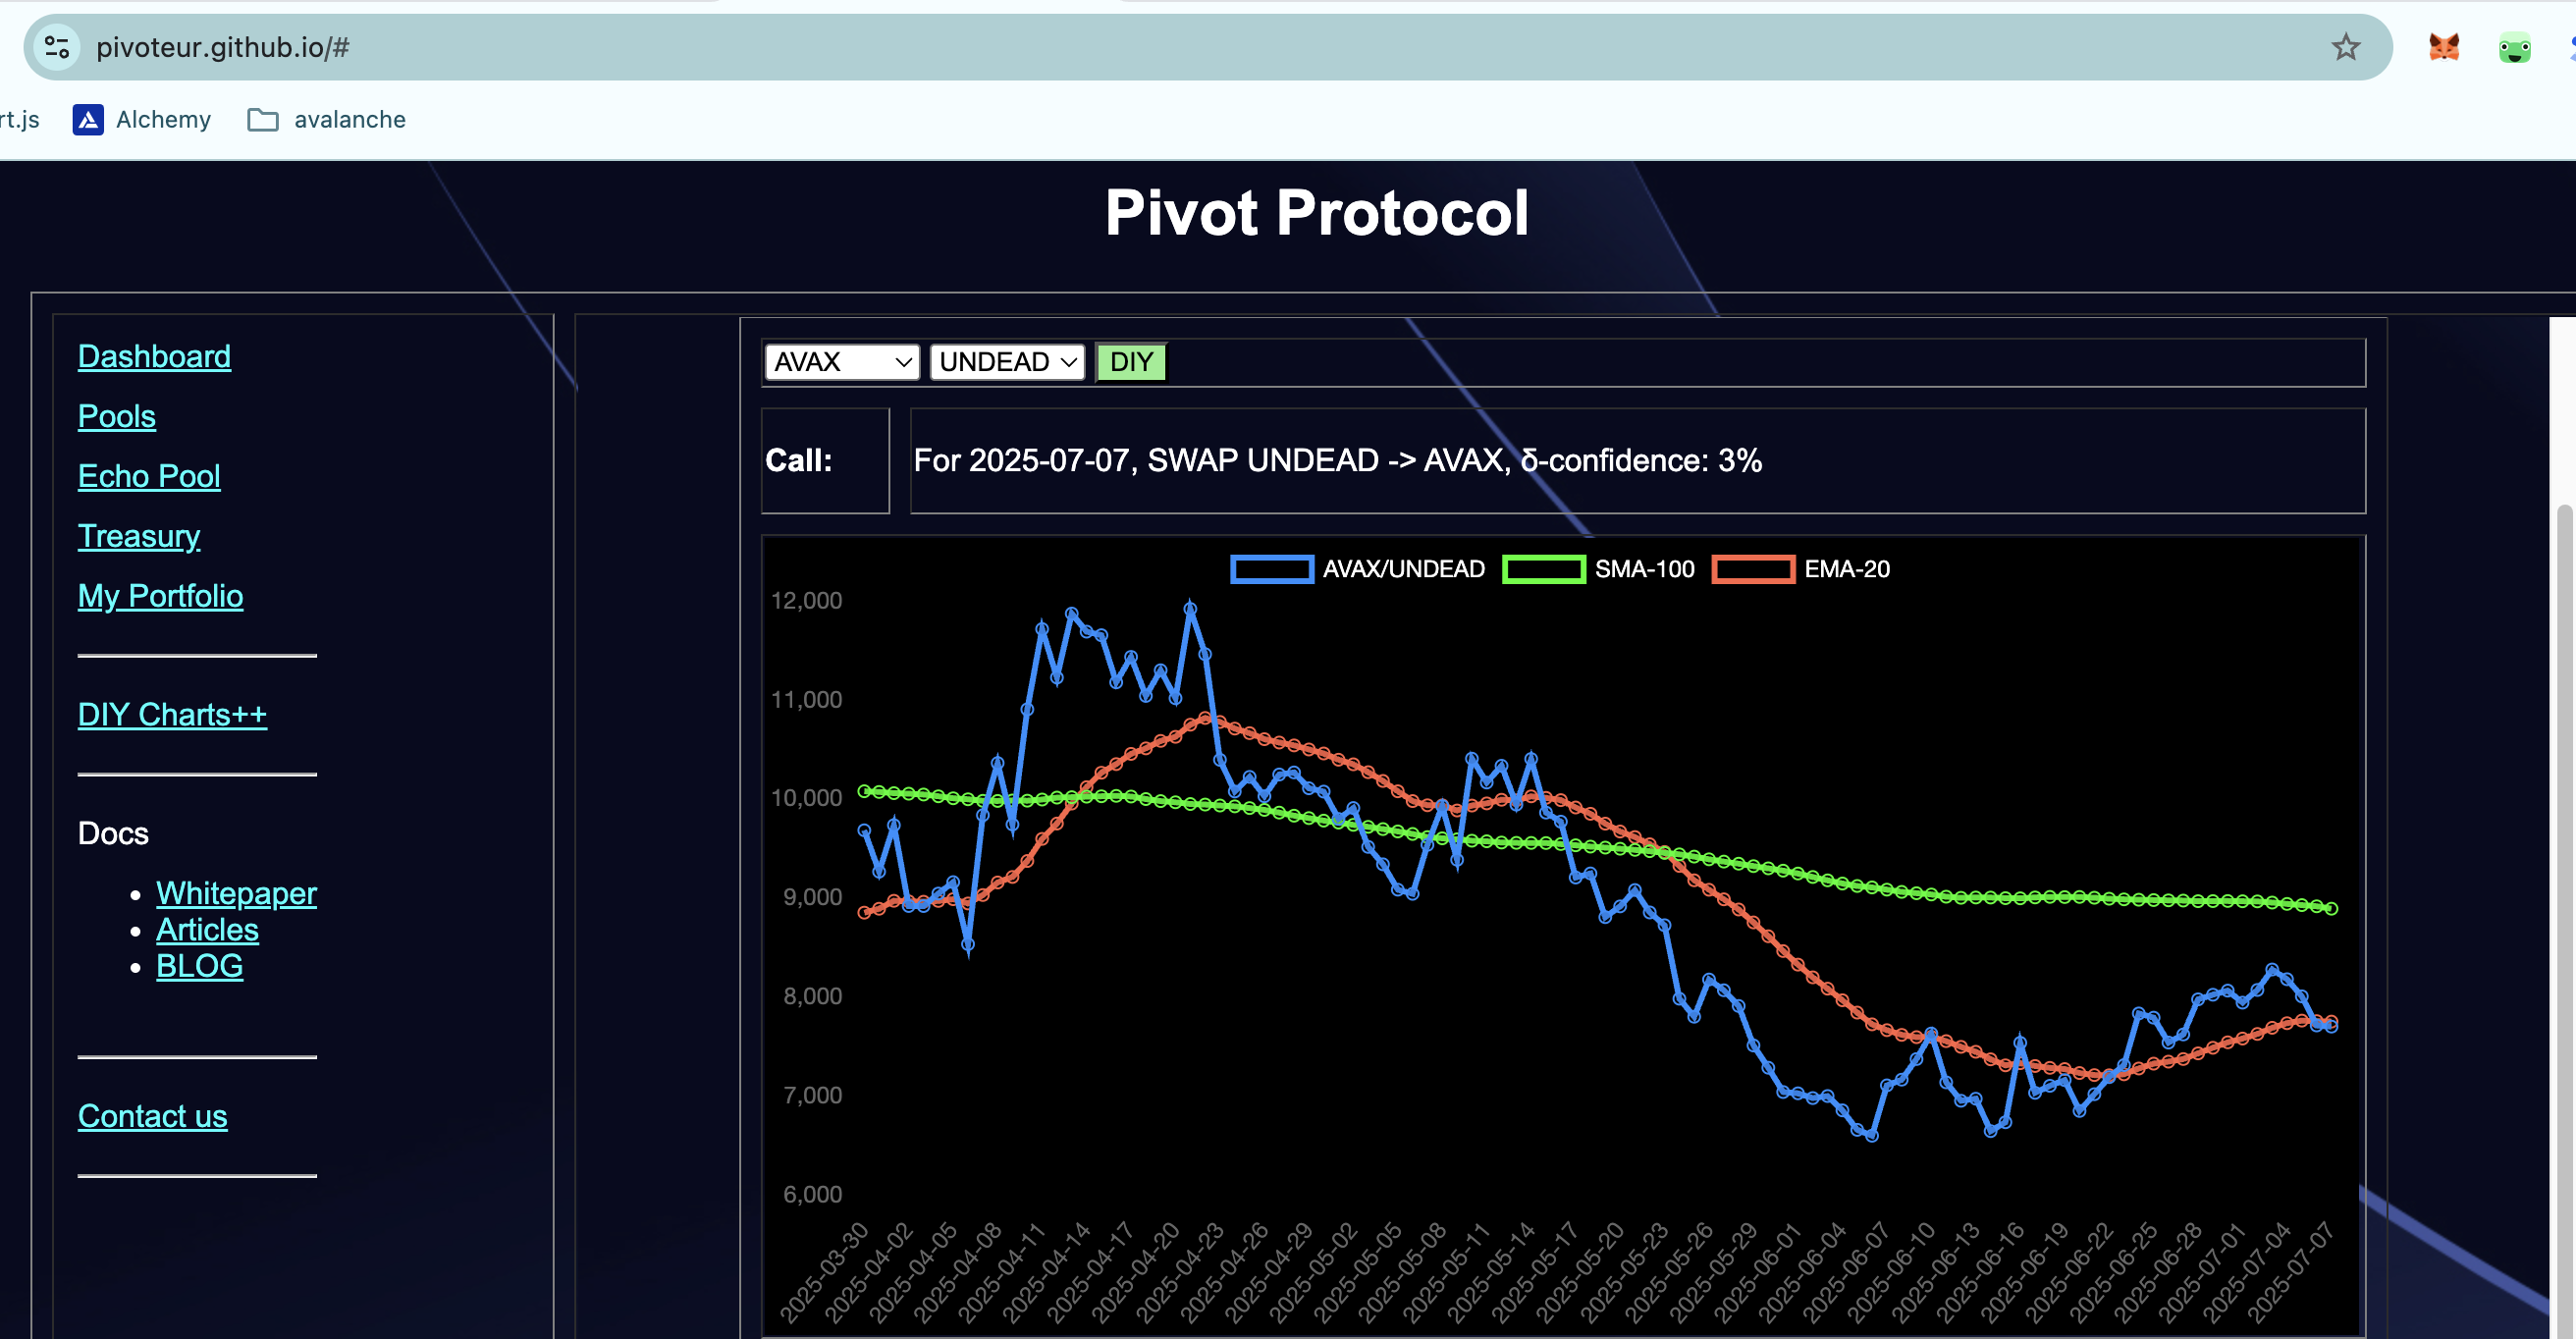 pivoteur.github.io/#
rt.js Alchemy avalanche
Pivot Protocol
Dashboard
Pools
Echo Pool
Treasury
My Portfolio
DIY Charts++
Docs
Whitepaper
Articles
BLOG
Contact us
AVAX UNDEAD DIY
Call: For 2025-07-07, SWAP UNDEAD -> AVAX, δ-confidence: 3%
AVAX/UNDEAD SMA-100 EMA-20
12,000
11,000
10,000
9,000
8,000
7,000
6,000
2025-03-30 2025-04-02 2025-04-05 2025-04-08 2025-04-11 2025-04-14 2025-04-17 2025-04-20 2025-04-23 2025-04-26 2025-04-29 2025-05-02 2025-05-05 2025-05-08 2025-05-11 2025-05-14 2025-05-17 2025-05-20 2025-05-23 2025-05-26 2025-05-29 2025-06-01 2025-06-04 2025-06-07 2025-06-10 2025-06-13 2025-06-16 2025-06-19 2025-06-22 2025-06-25 2025-06-28 2025-07-01 2025-07-04 2025-07-07